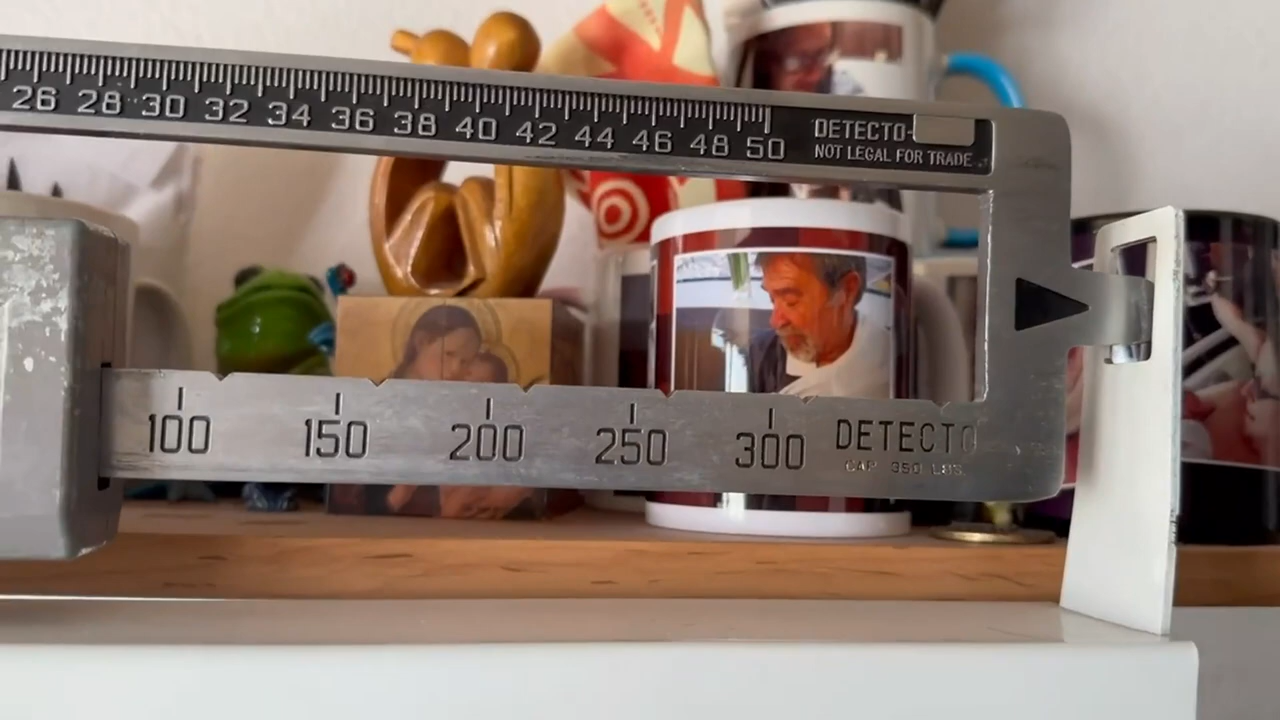 26 28 30 32 34 36 38 40 42 44 46 48 50
DETECTO-
NOT LEGAL FOR TRADE
100 150 200 250 300
DETECTO
CAP 350 LBS.